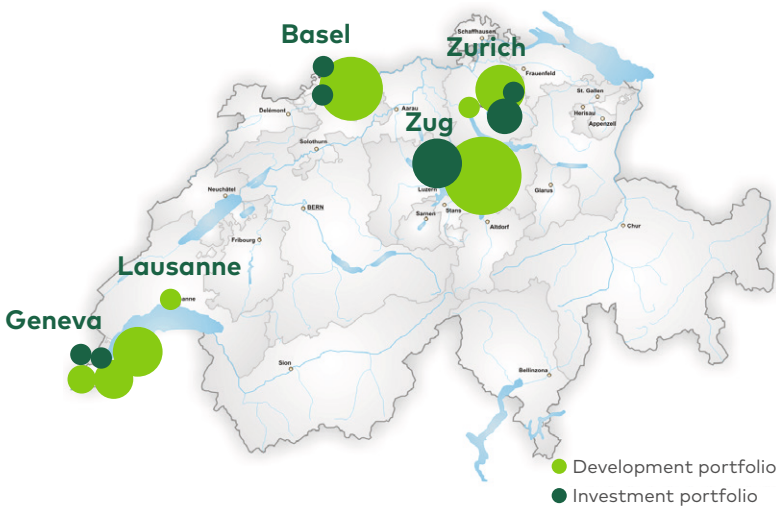 Basel
Zurich
Schaffhausen
Frauenfeld
St. Gallen
Herisau
Appenzell
Delémont
Aarau
Zug
Solothurn
Luzern
Neuchâtel
BERN
Stans
Sarnen
Glarus
Altdorf
Chur
Fribourg
Lausanne
anne
Geneva
Sion
Bellinzona
Development portfolio
Investment portfolio